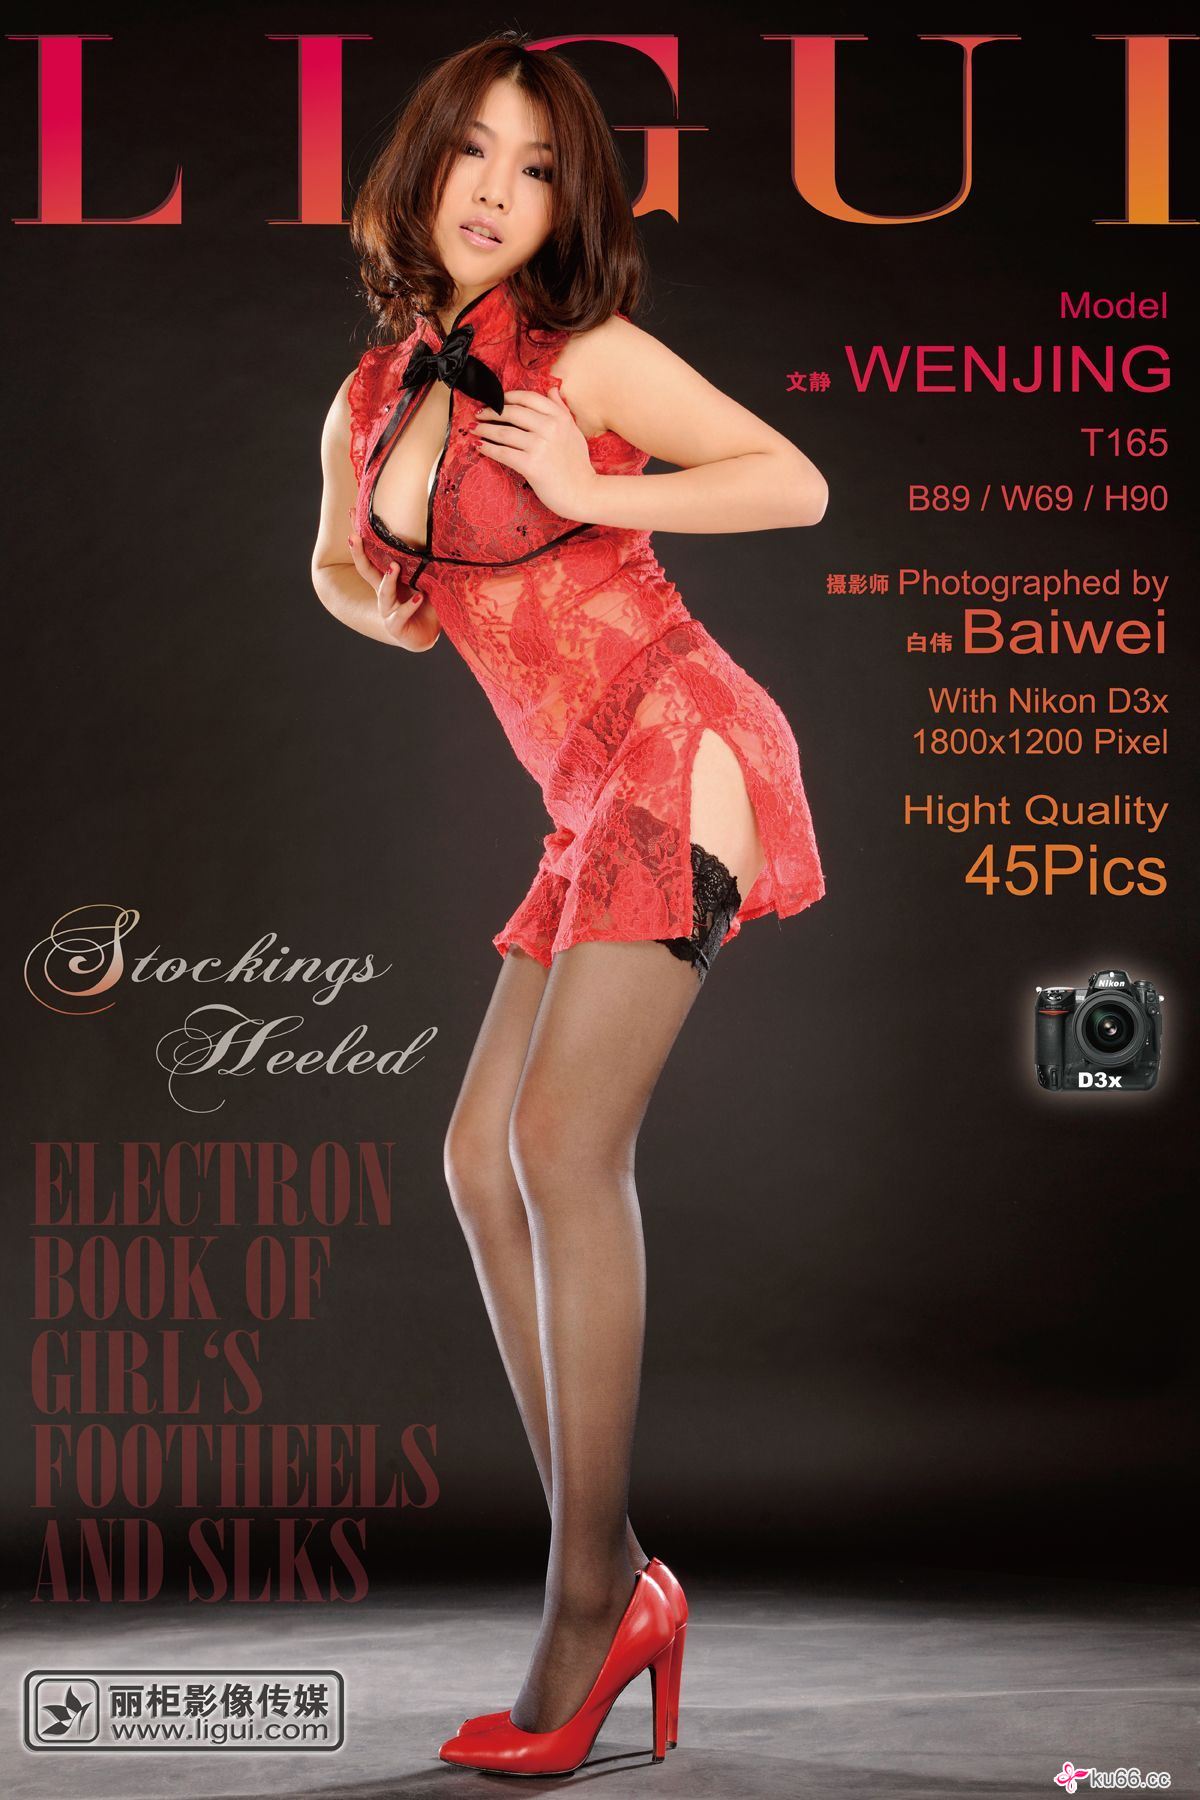 LIGUI
Model
文静 WENJING
T165
B89 / W69 / H90
摄影师 Photographed by
白伟 Baiwei
With Nikon D3x
1800x1200 Pixel
Hight Quality
45Pics
Nikon
D3x
Stockings
Heeled
ELECTRON
BOOK OF
GIRL‘S
FOOTHEELS
AND SLKS
丽柜影像传媒
www.ligui.com
ku66.cc